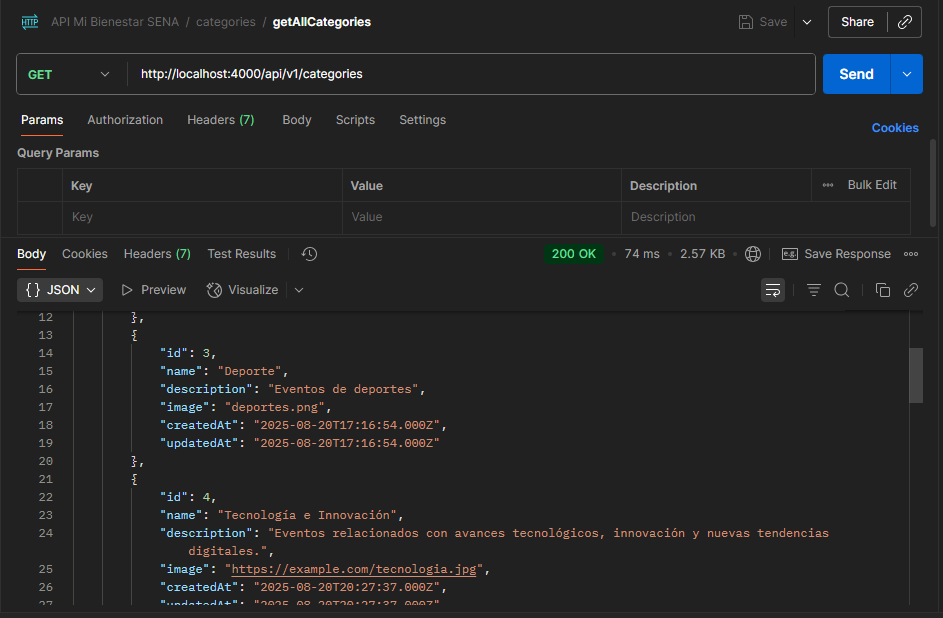 HTTP API Mi Bienestar SENA / categories / getAllCategories Save Share
GET http://localhost:4000/api/v1/categories Send
Params Authorization Headers (7) Body Scripts Settings Cookies
Query Params
Key Value Description Bulk Edit
Key Value Description
Body Cookies Headers (7) Test Results 200 OK 74 ms 2.57 KB e.g. Save Response
{} JSON Preview Visualize
12 },
13 {
14 "id": 3,
15 "name": "Deporte",
16 "description": "Eventos de deportes",
17 "image": "deportes.png",
18 "createdAt": "2025-08-20T17:16:54.000Z",
19 "updatedAt": "2025-08-20T17:16:54.000Z"
20 },
21 {
22 "id": 4,
23 "name": "Tecnología e Innovación",
24 "description": "Eventos relacionados con avances tecnológicos, innovación y nuevas tendencias
digitales.",
25 "image": "https://example.com/tecnologia.jpg",
26 "createdAt": "2025-08-20T20:27:37.000Z",
27 "updatedAt": "2025-08-20T20:27:37.000Z"